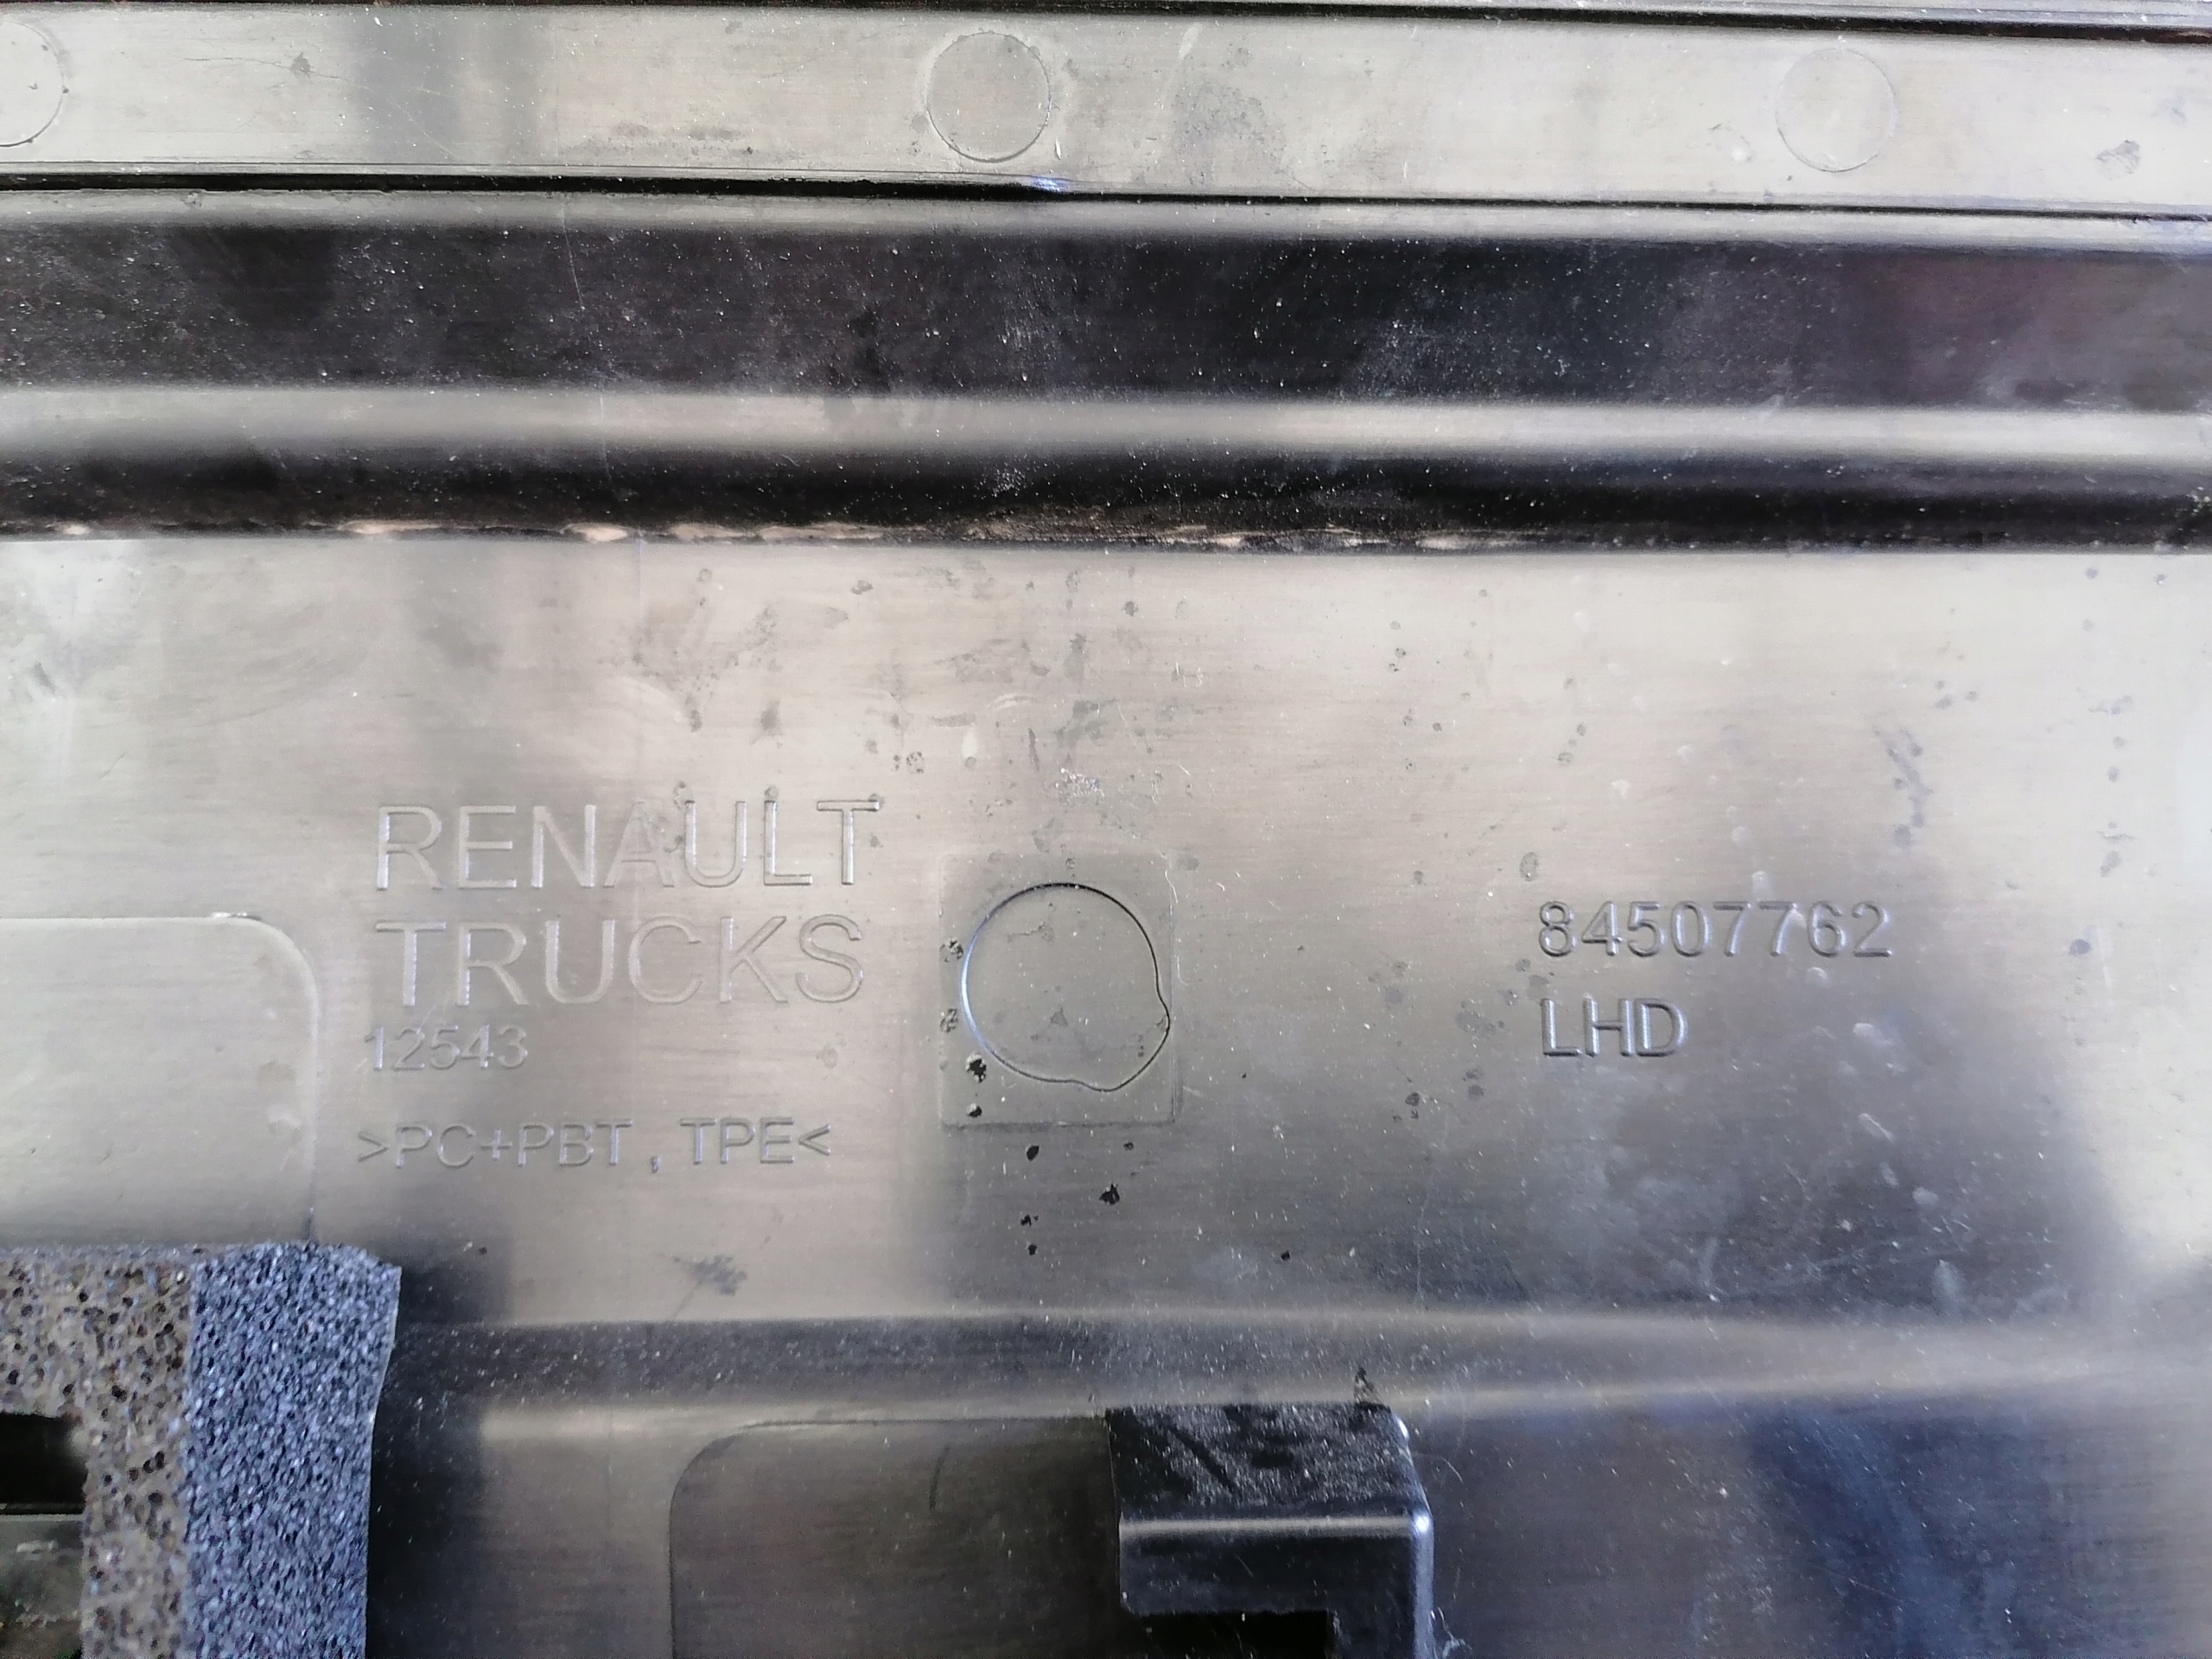 RENAULT
TRUCKS
12543
>PC+PBT, TPE<
84507762
LHD